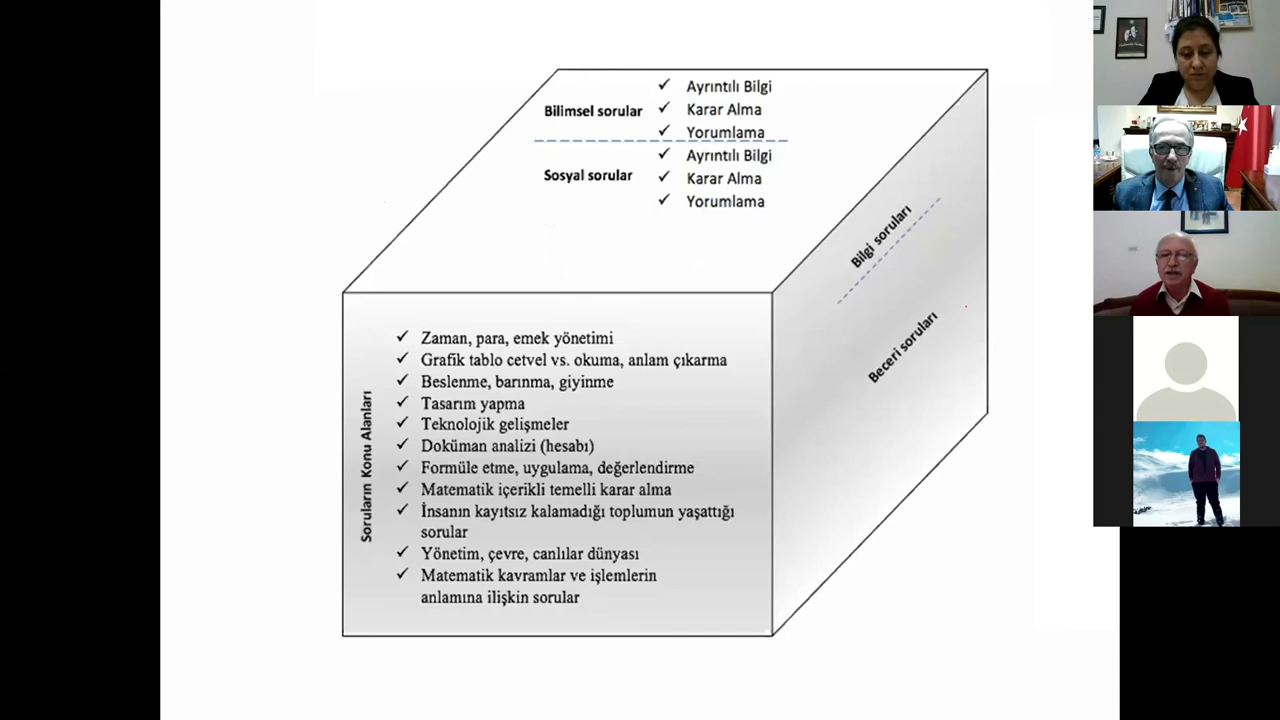 Bilimsel sorular
✓ Ayrıntılı Bilgi
✓ Karar Alma
✓ Yorumlama
Sosyal sorular
✓ Ayrıntılı Bilgi
✓ Karar Alma
✓ Yorumlama
Bilgi soruları
Beceri soruları
Soruların Konu Alanları
✓ Zaman, para, emek yönetimi
✓ Grafik tablo cetvel vs. okuma, anlam çıkarma
✓ Beslenme, barınma, giyinme
✓ Tasarım yapma
✓ Teknolojik gelişmeler
✓ Doküman analizi (hesabı)
✓ Formüle etme, uygulama, değerlendirme
✓ Matematik içerikli temelli karar alma
✓ İnsanın kayıtsız kalamadığı toplumun yaşattığı
sorular
✓ Yönetim, çevre, canlılar dünyası
✓ Matematik kavramlar ve işlemlerin
anlamına ilişkin sorular